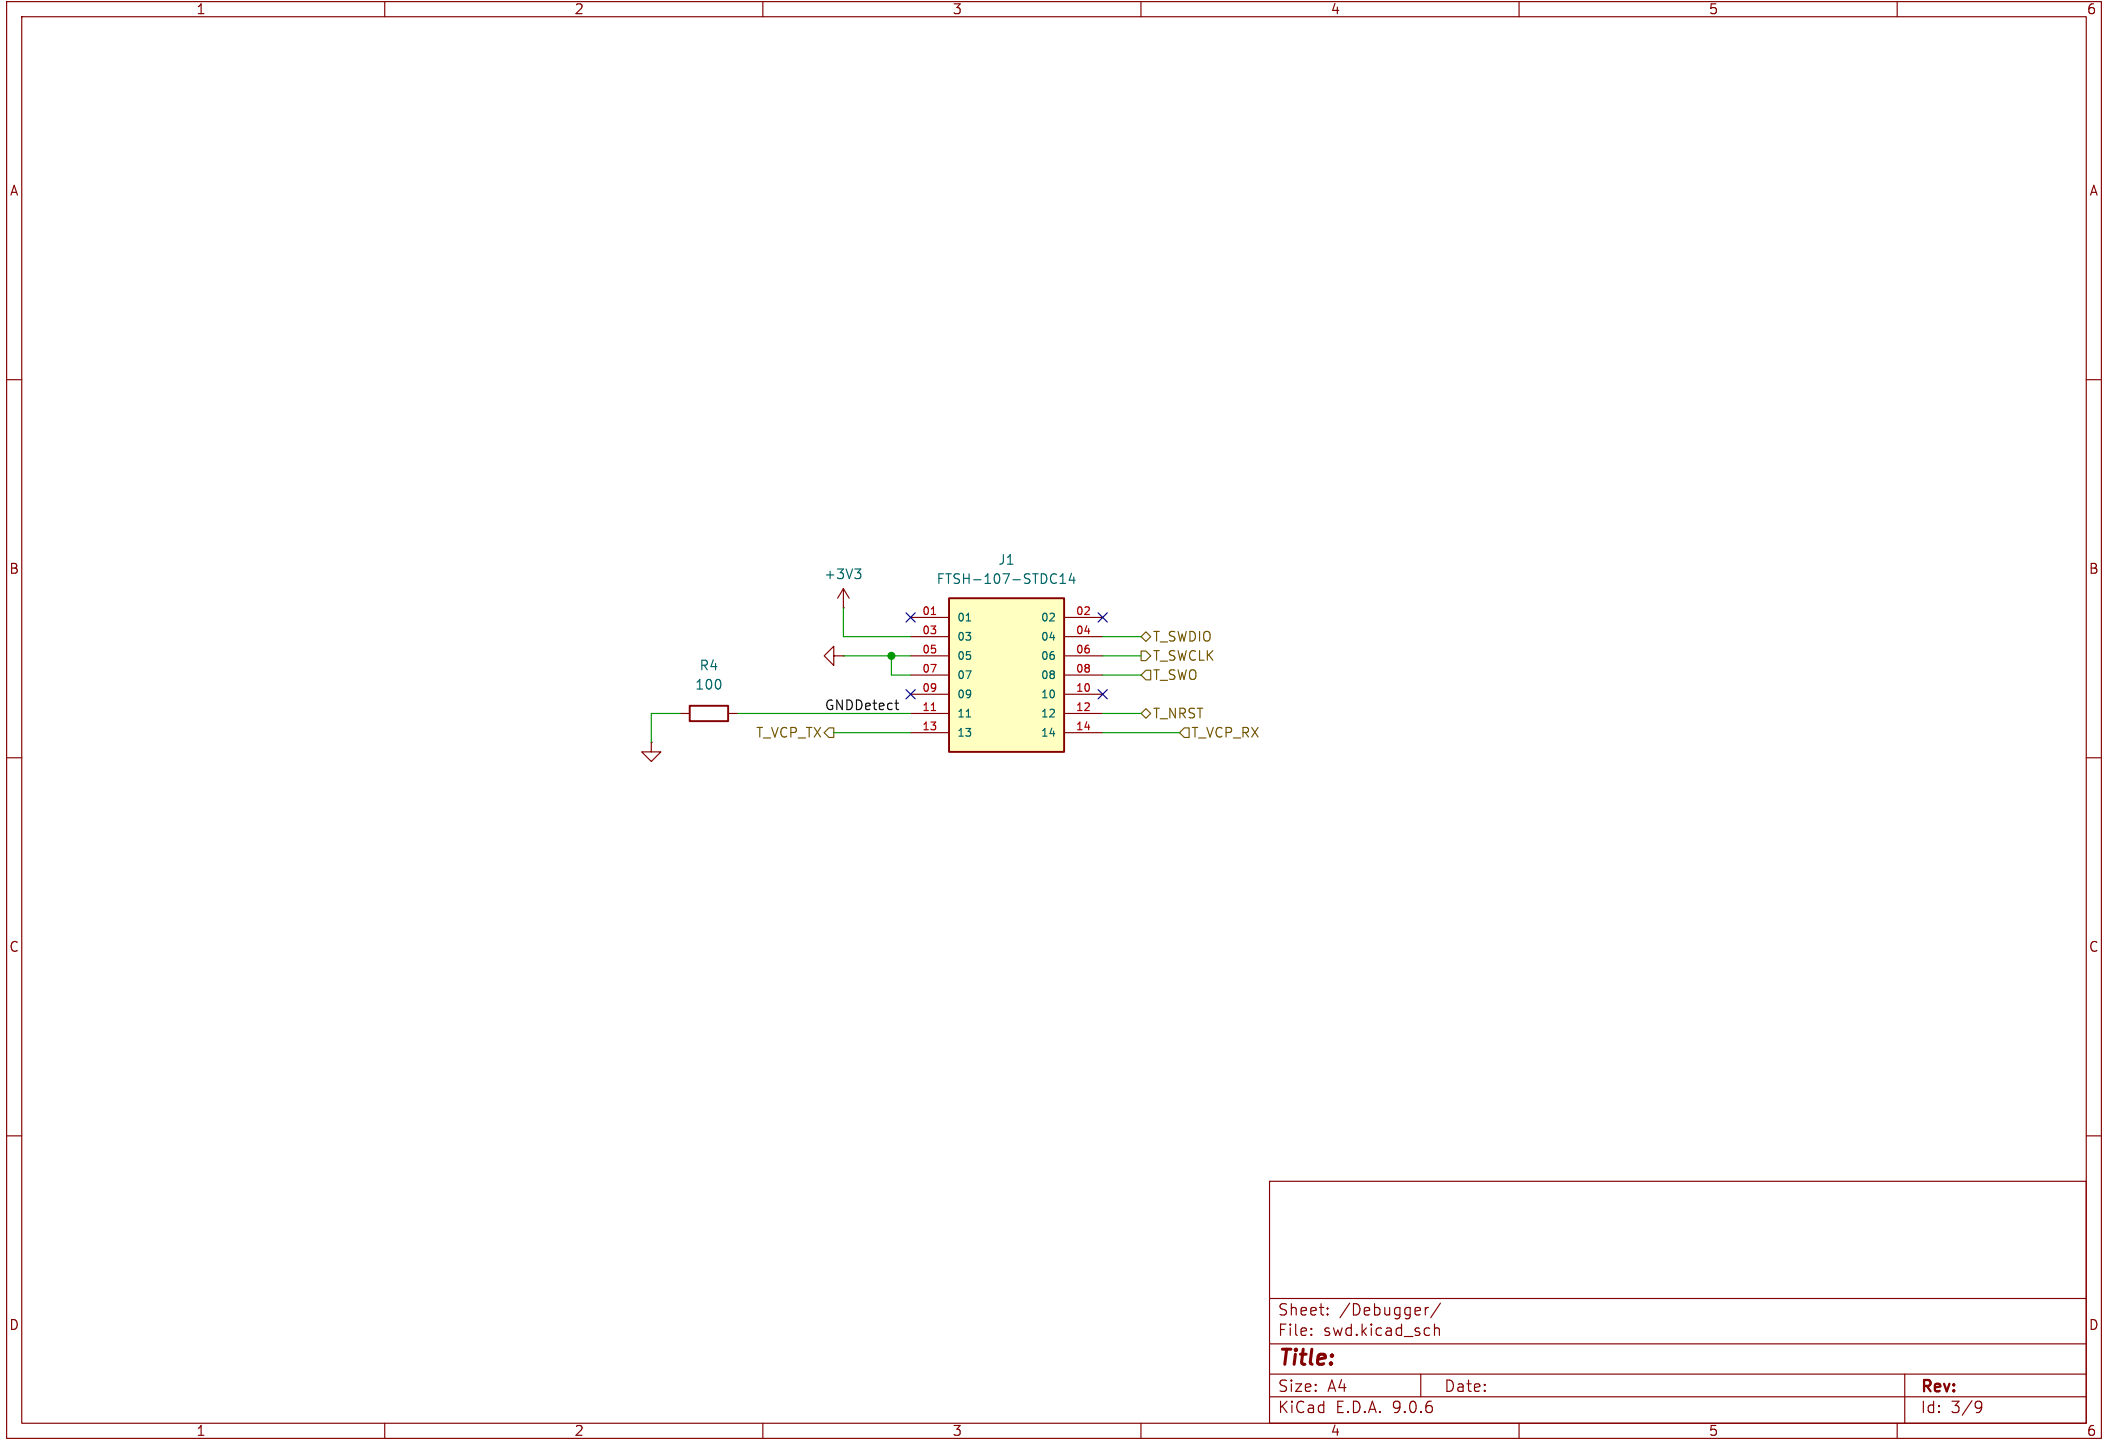 1 2 3 4 5 6
A A
B B
C C
D D
J1
FTSH-107-STDC14
+3V3
01 01 02 02
03 03 04 04 T_SWDIO
05 05 06 06 T_SWCLK
R4
07 07 08 08 T_SWO
100
09 09 10 10
GNDDetect
11 11 12 12 T_NRST
T_VCP_TX 13 13 14 14 T_VCP_RX
Sheet: /Debugger/
File: swd.kicad_sch
Title:
Size: A4 Date: Rev:
KiCad E.D.A. 9.0.6 Id: 3/9
1 2 3 4 5 6